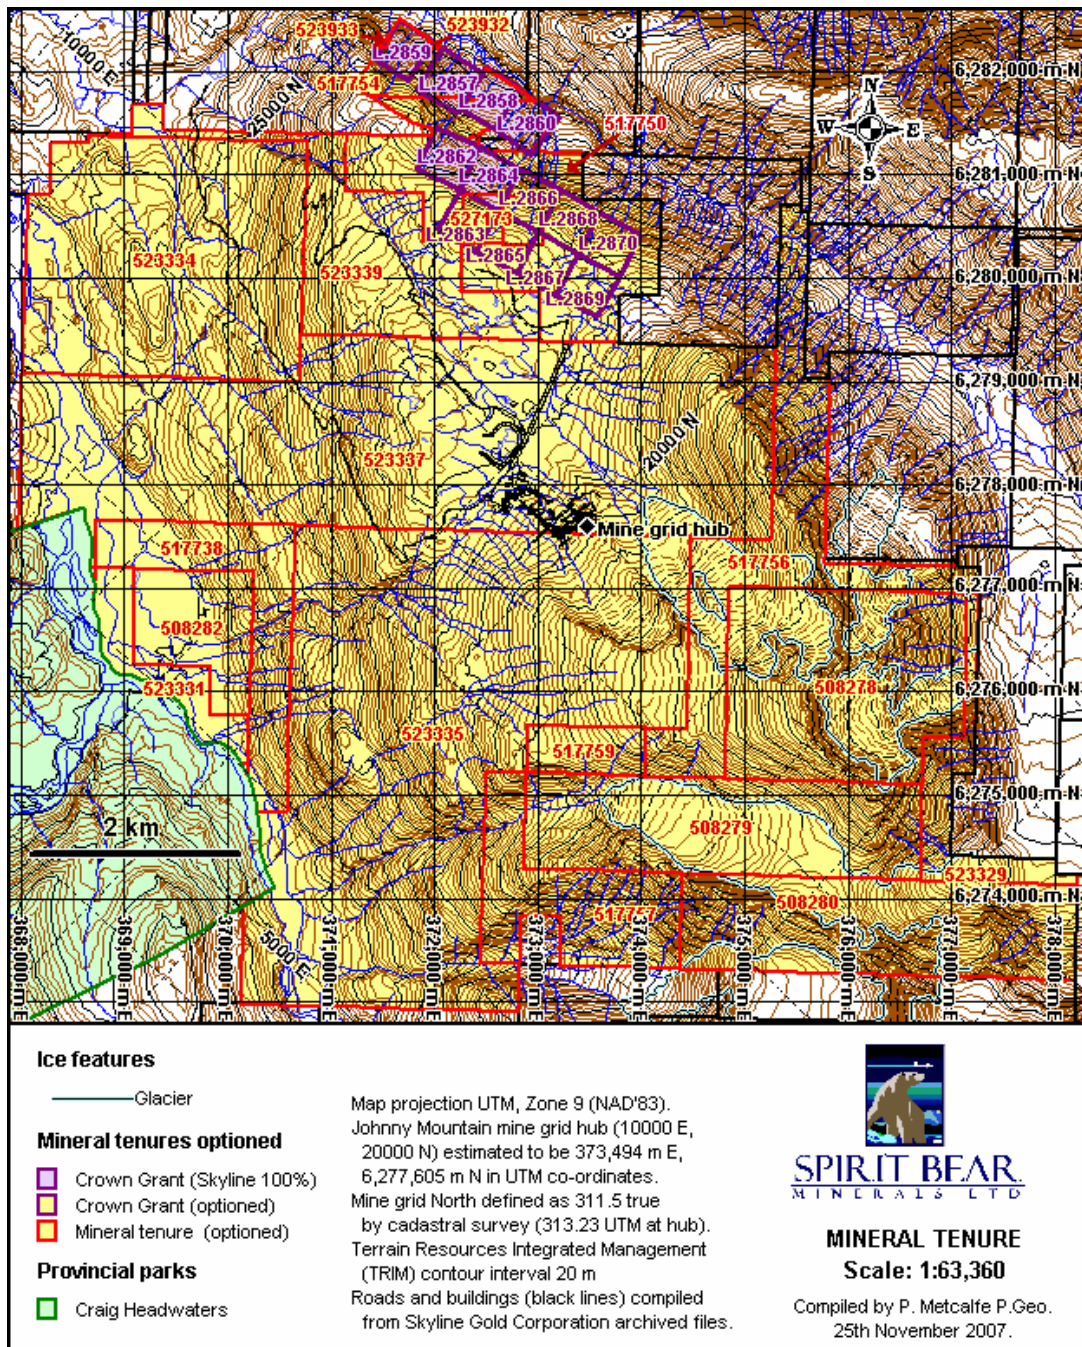 523933
523932
1000 E
L.2859
6,282,000 m N
517754
L.2857
N
L.2858
25000 N
L.2860
517750
W
E
L.2862
S
L.2864
6,281,000 m N
L.2866
527173
L.2868
L.2863
L.2870
523334
L.2865
523339
L.2867
6,280,000 m N
L.2869
6,279,000 m N
20000 N
523337
6,278,000 m N
Mine grid hub
517738
517756
6,277,000 m N
508282
523331
508278
6,276,000 m N
523335
517759
6,275,000 m N
2 km
508279
523329
6,274,000 m N
508280
517757
5000 E
368,000 m E
369,000 m E
370,000 m E
371,000 m E
372,000 m E
373,000 m E
374,000 m E
375,000 m E
376,000 m E
377,000 m E
378,000 m E
Ice features
Glacier
Mineral tenures optioned
Crown Grant (Skyline 100%)
Crown Grant (optioned)
Mineral tenure (optioned)
Provincial parks
Craig Headwaters
Map projection UTM, Zone 9 (NAD'83).
Johnny Mountain mine grid hub (10000 E,
20000 N) estimated to be 373,494 m E,
6,277,605 m N in UTM co-ordinates.
Mine grid North defined as 311.5 true
by cadastral survey (313.23 UTM at hub).
Terrain Resources Integrated Management
(TRIM) contour interval 20 m
Roads and buildings (black lines) compiled
from Skyline Gold Corporation archived files.
SPIRIT BEAR
MINERALS LTD
MINERAL TENURE
Scale: 1:63,360
Compiled by P. Metcalfe P.Geo.
25th November 2007.